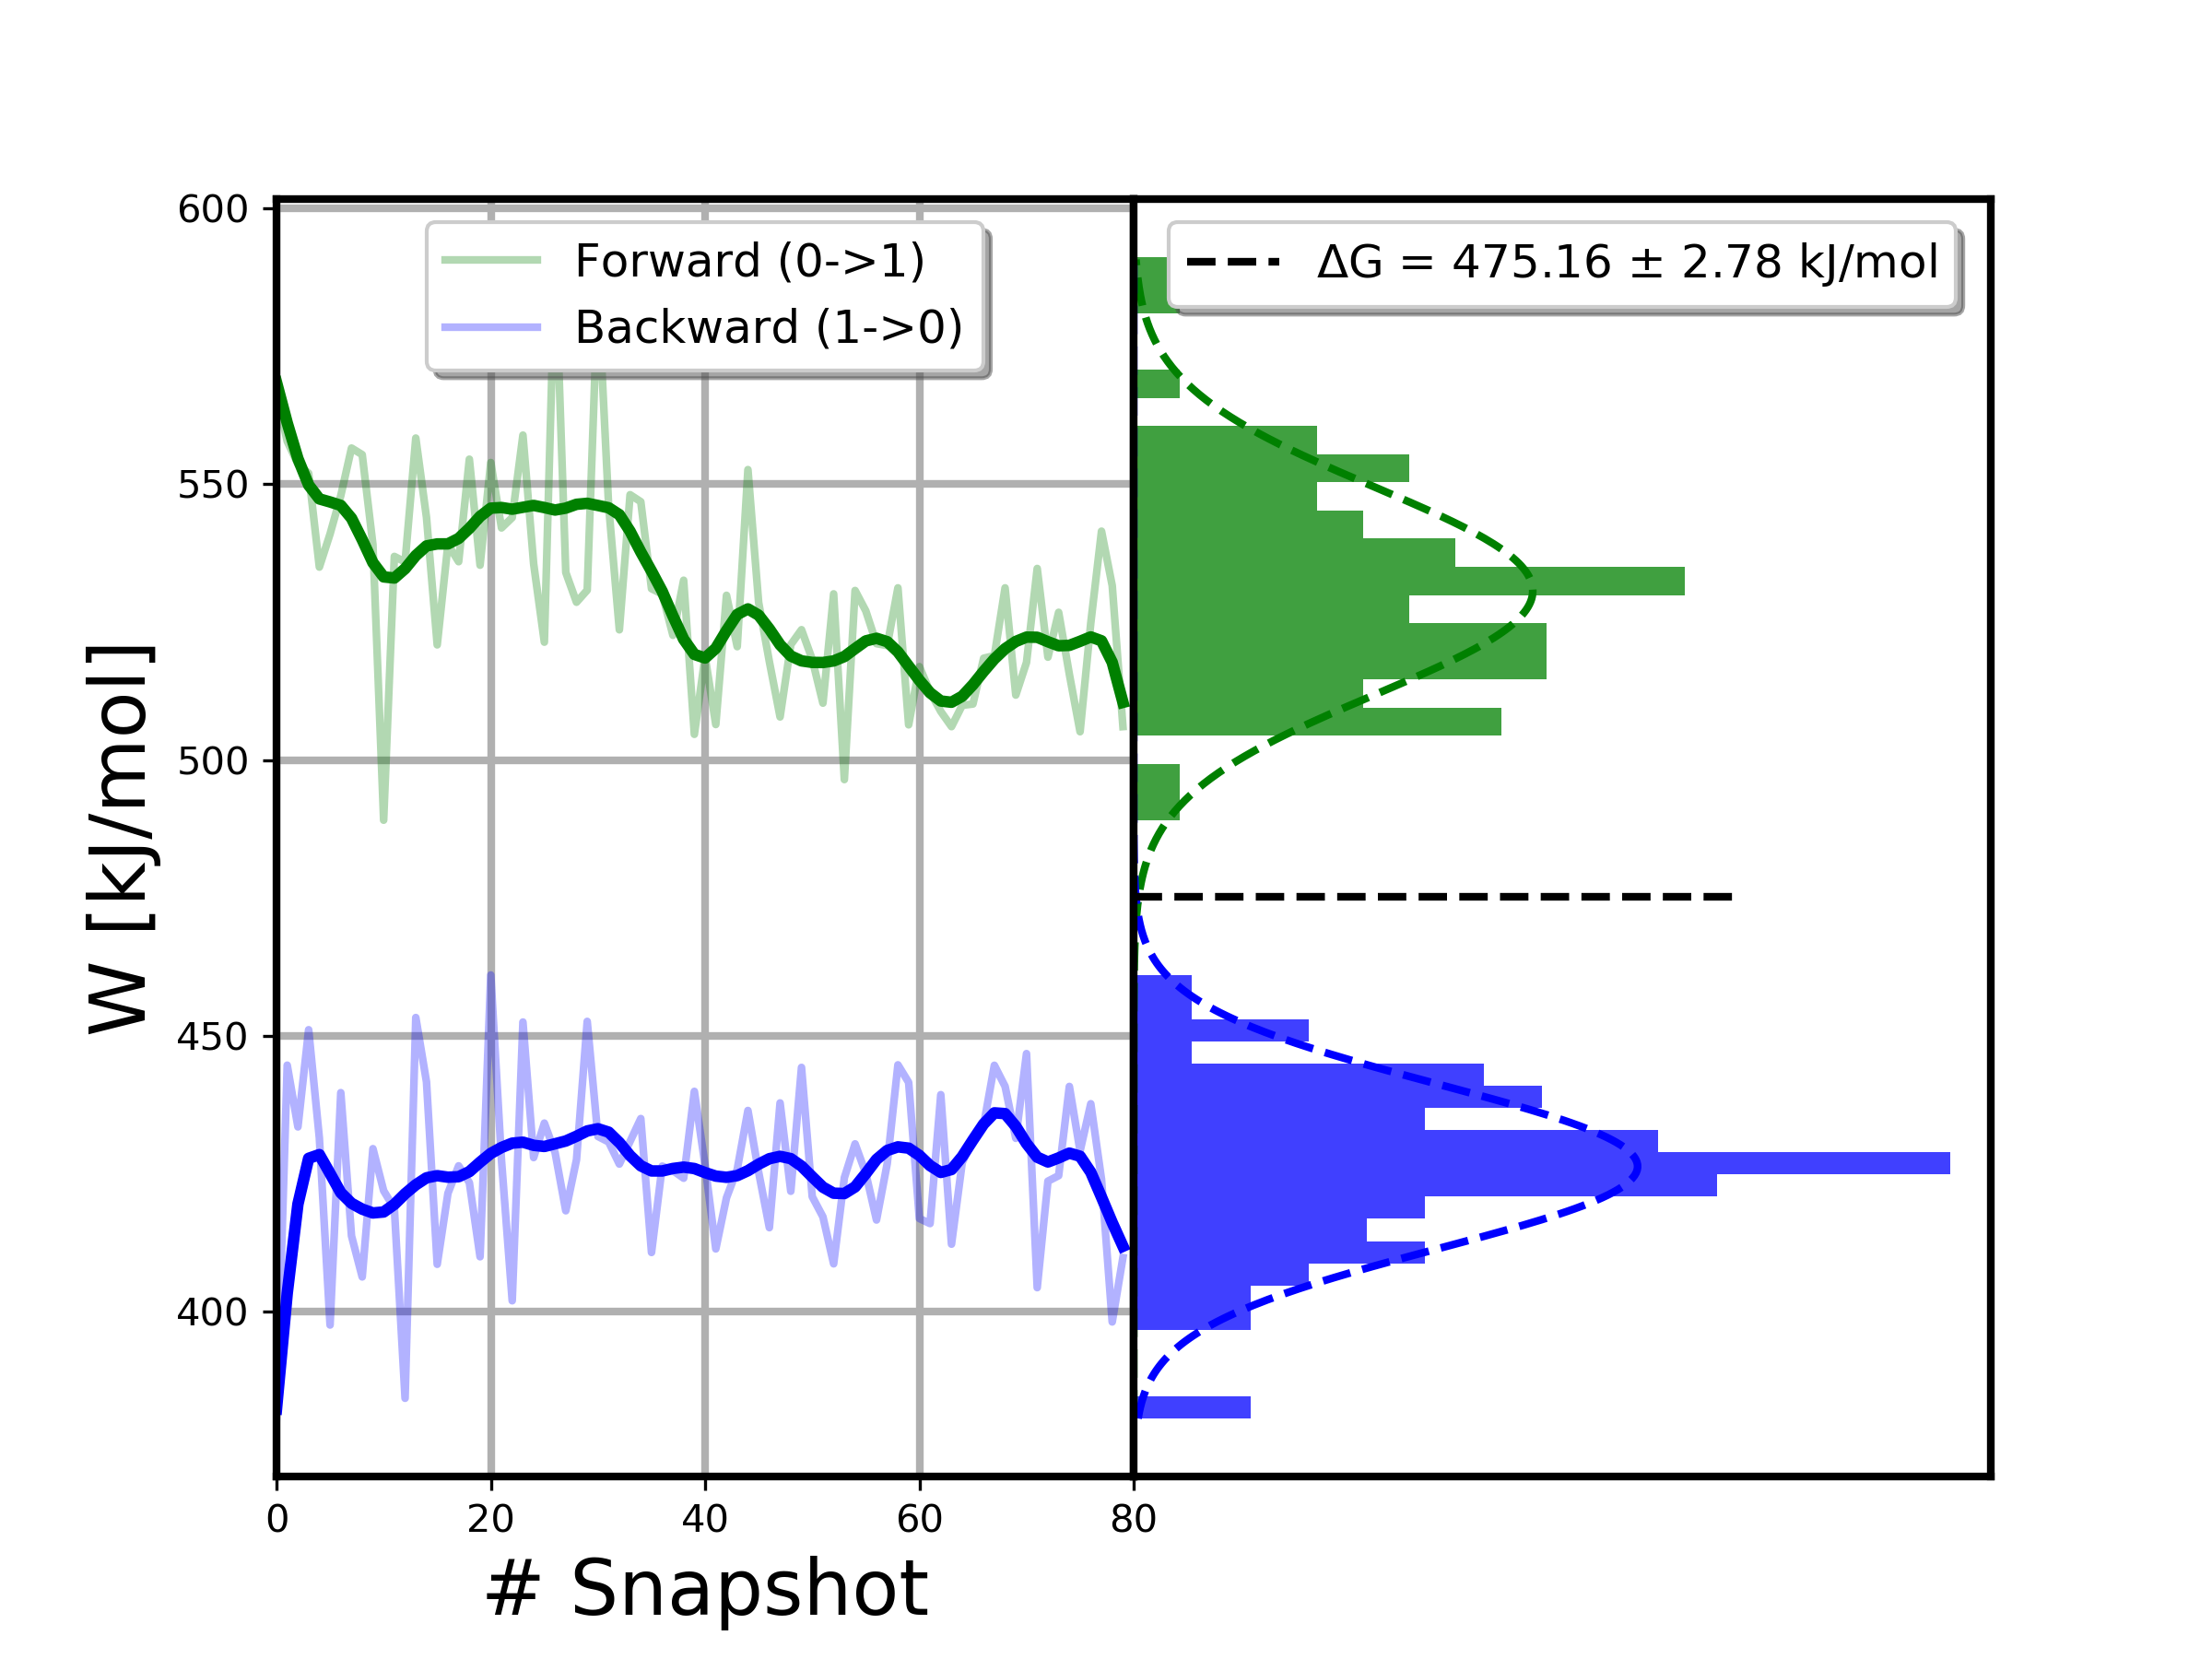 600
550
500
450
400
W [kJ/mol]
0 20 40 60 80
# Snapshot
Forward (0->1)
Backward (1->0)
ΔG = 475.16 ± 2.78 kJ/mol